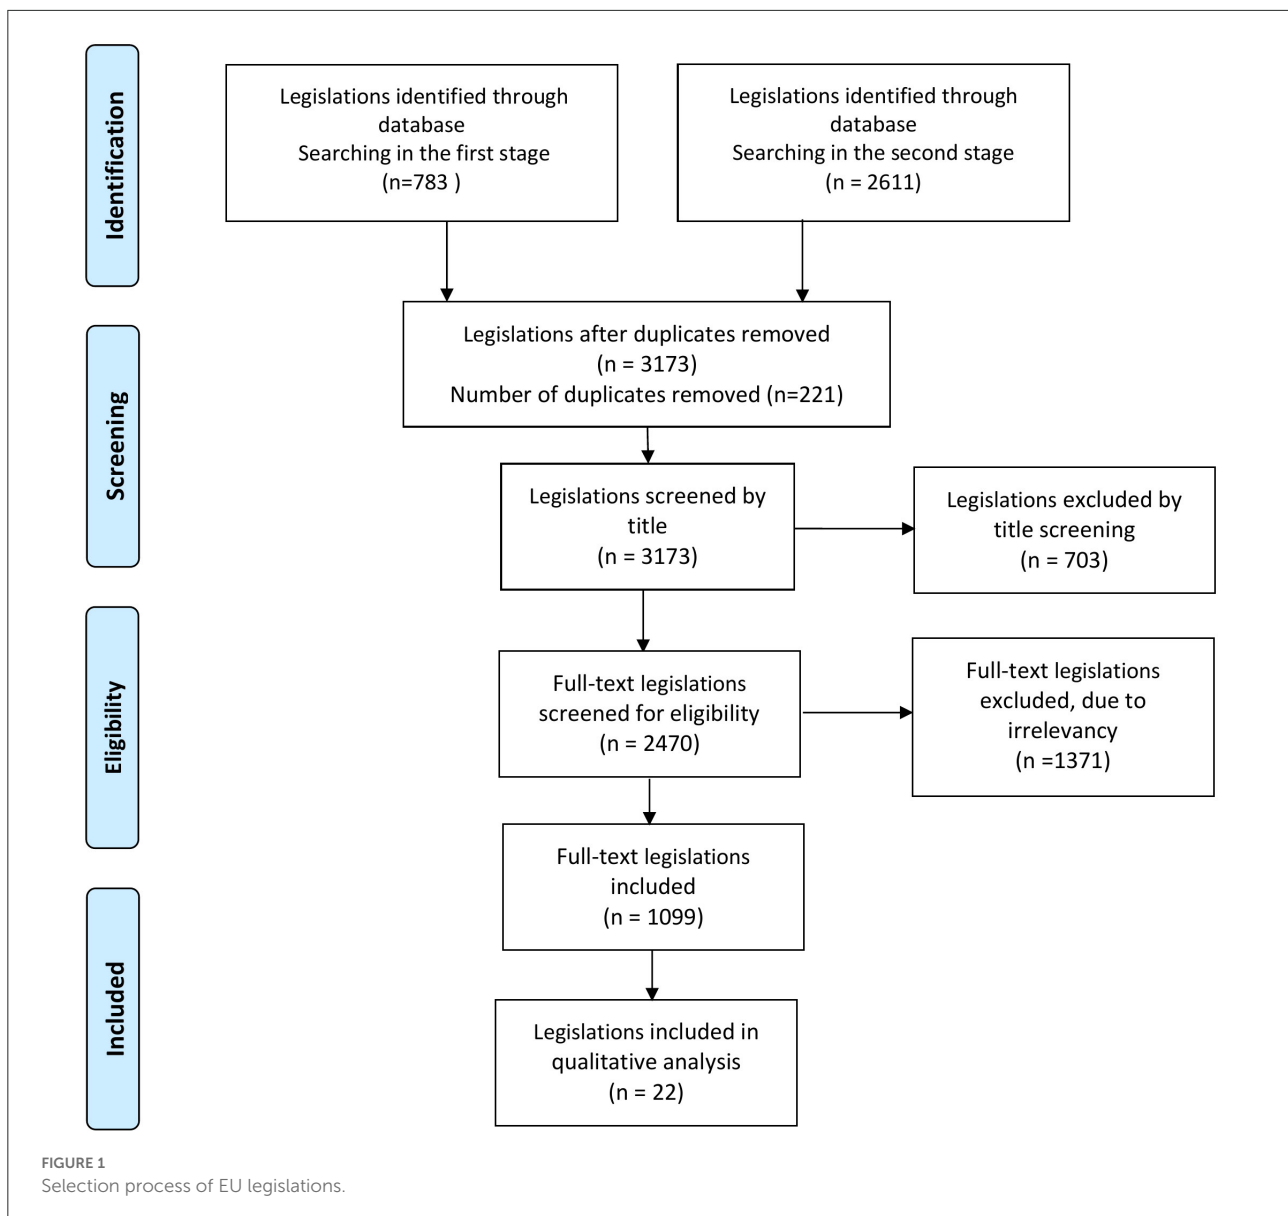 Identification
Legislations identified through
database
Searching in the first stage
(n=783 )
Legislations identified through
database
Searching in the second stage
(n = 2611)
Screening
Legislations after duplicates removed
(n = 3173)
Number of duplicates removed (n=221)
Legislations screened by
title
(n = 3173)
Legislations excluded by
title screening
(n = 703)
Eligibility
Full-text legislations
screened for eligibility
(n = 2470)
Full-text legislations
excluded, due to
irrelevancy
(n =1371)
Full-text legislations
included
(n = 1099)
Included
Legislations included in
qualitative analysis
(n = 22)
FIGURE 1
Selection process of EU legislations.